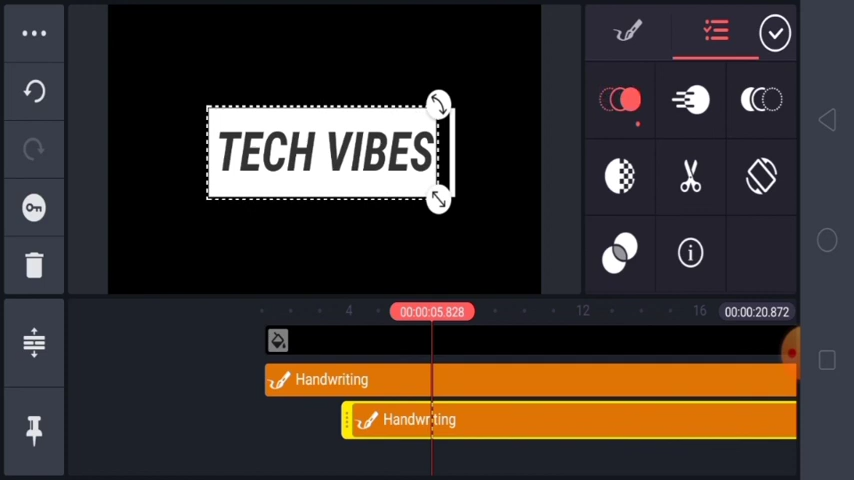 TECH VIBES
4
00:00:05.828
12
16
00:00:20.872
Handwriting
Handwriting